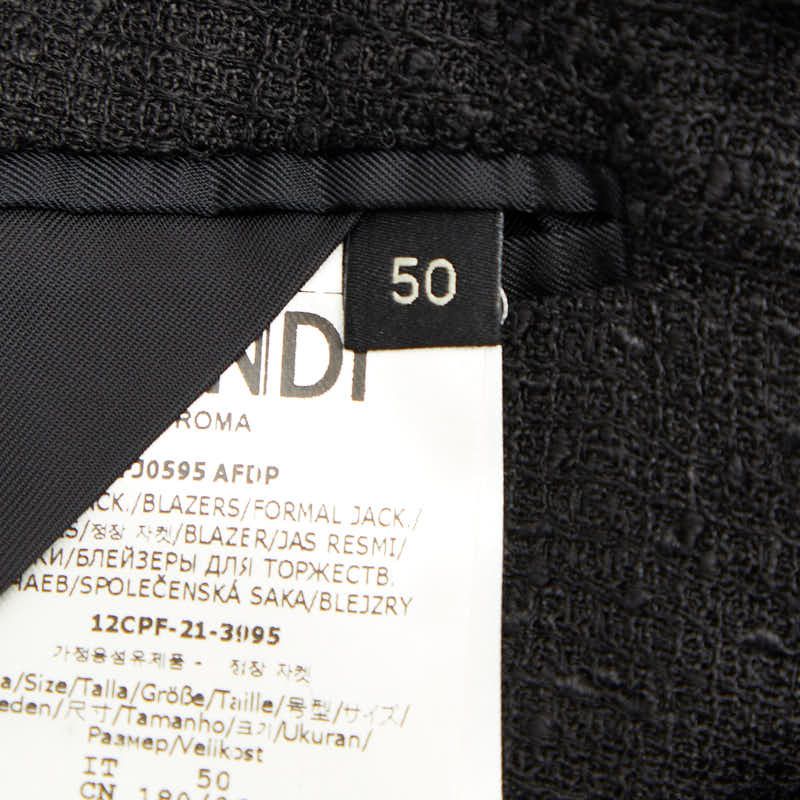 50
NDI
ROMA
J0595 AFDP
CK./BLAZERS/FORMAL JACK./
S/정장 자켓/BLAZER/JAS RESMI/
КИ/БЛЕЙЗЕРЫ ДЛЯ ТОРЖЕСТВ.
HAEB/SPOLEČENSKÁ SAKA/BLEJZRY
12CPF-21-3095
가정용섬유제품 - 정장 자켓
a/Size/Talla/Größe/Taille/号型/サイズ/
eden/尺寸/Tamanho/크기/Ukuran/
Размер/Velikost
IT 50
CN 180/